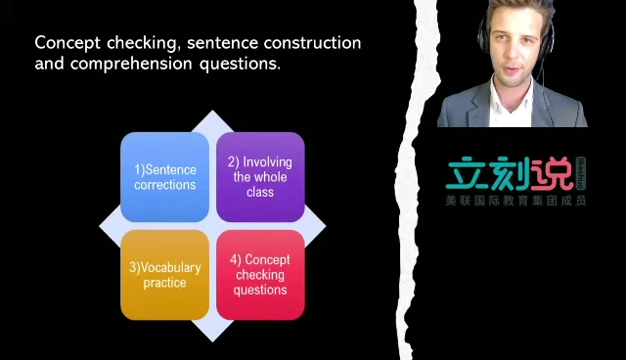 Concept checking, sentence construction
and comprehension questions.
1)Sentence
corrections
2) Involving
the whole
class
3)Vocabulary
practice
4) Concept
checking
questions
立刻说
美联国际教育集团成员